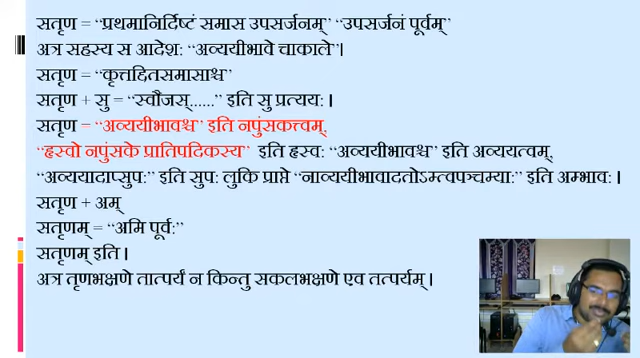 सतृण = “प्रथमानिर्दिष्टं समास उपसर्जनम्” “उपसर्जनं पूर्वम्”
अत्र सहस्य स आदेश: “अव्ययीभावे चाकाले”।
सतृण = “कृत्तद्दितसमासाश्च”
सतृण + सु = “स्वौजस्......” इति सु प्रत्यय: ।
सतृण = “अव्ययीभावश्च” इति नपुंसकत्त्वम्,
“हृस्वो नपुंसके प्रातिपदिकस्य” इति हृस्व: “अव्ययीभावश्च” इति अव्ययत्वम्,
“अव्ययादाप्सुप:” इति सुप: लुकि प्राप्ते “नाव्ययीभावादतोऽम्त्वपञ्चम्या:” इति अम्भाव: ।
सतृण + अम्
सतृणम् = “अमि पूर्व:”
सतृणम् इति ।
अत्र तृणभक्षणे तात्पर्यं न किन्तु सकलभक्षणे एव तत्पर्यम् ।